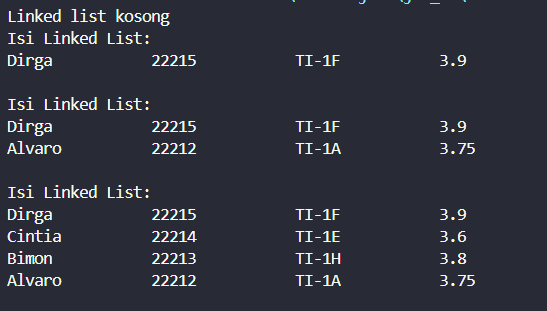 Linked list kosong
Isi Linked List:
Dirga 22215 TI-1F 3.9
Isi Linked List:
Dirga 22215 TI-1F 3.9
Alvaro 22212 TI-1A 3.75
Isi Linked List:
Dirga 22215 TI-1F 3.9
Cintia 22214 TI-1E 3.6
Bimon 22213 TI-1H 3.8
Alvaro 22212 TI-1A 3.75